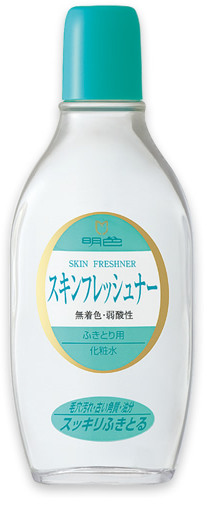 明色
SKIN FRESHNER
スキンフレッシュナー
無着色・弱酸性
ふきとり用
化粧水
毛穴汚れ・古い角質・油分
スッキリふきとる